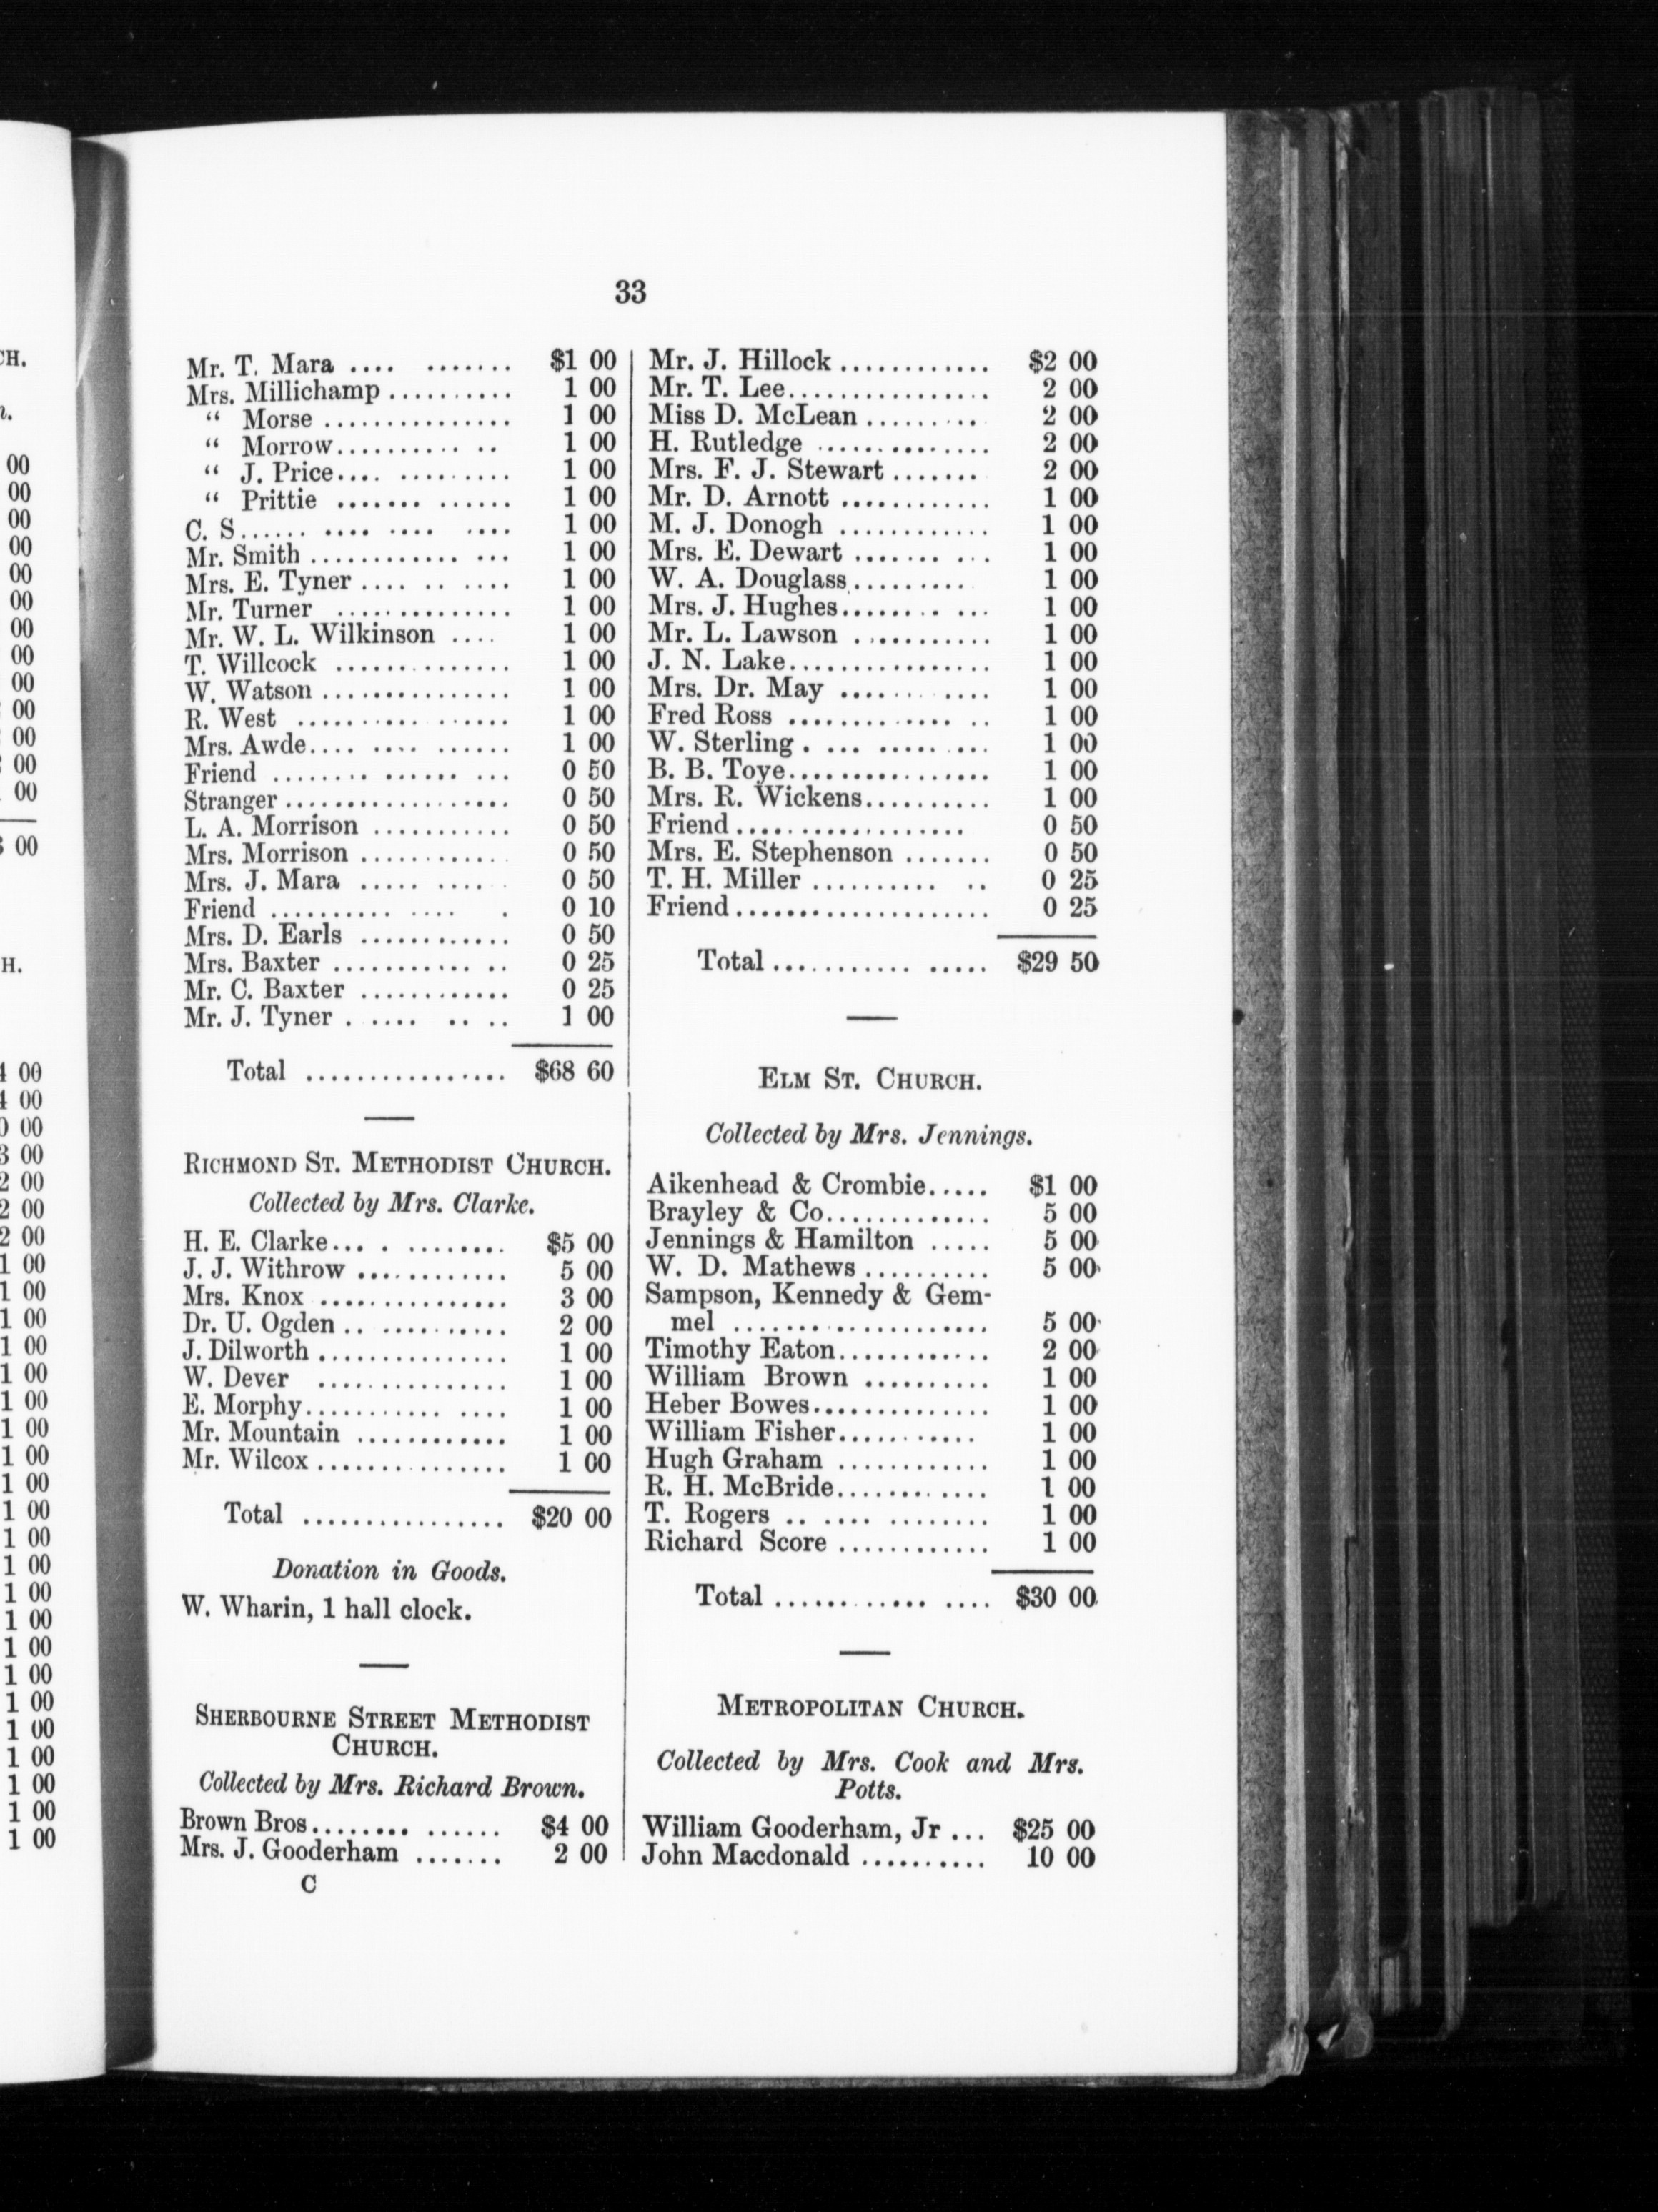 33
Mr. T. Mara .... ....... $1 00
Mrs. Millichamp .......... 1 00
“ Morse ............... 1 00
“ Morrow.......... .. 1 00
“ J. Price.... ......... 1 00
“ Prittie ....... ...... 1 00
C. S...... .... .... .... 1 00
Mr. Smith ............ ... 1 00
Mrs. E. Tyner .... .. .... 1 00
Mr. Turner .............. 1 00
Mr. W. L. Wilkinson .... 1 00
T. Willcock .............. 1 00
W. Watson ............... 1 00
R. West ................. 1 00
Mrs. Awde.... .... ...... 1 00
Friend ........ ...... ... 0 50
Stranger .................. 0 50
L. A. Morrison ........... 0 50
Mrs. Morrison ............ 0 50
Mrs. J. Mara ..... ..... . 0 50
Friend .......... .... . 0 10
Mrs. D. Earls ............ 0 50
Mrs. Baxter ........... .. 0 25
Mr. C. Baxter ............ 0 25
Mr. J. Tyner . .... .. .. 1 00
Total ................ $68 60
RICHMOND ST. METHODIST CHURCH.
Collected by Mrs. Clarke.
H. E. Clarke... . ........ $5 00
J. J. Withrow ............ 5 00
Mrs. Knox ............... 3 00
Dr. U. Ogden .. .......... 2 00
J. Dilworth ............... 1 00
W. Dever ............... 1 00
E. Morphy........... .... 1 00
Mr. Mountain ............ 1 00
Mr. Wilcox ............... 1 00
Total ................ $20 00
Donation in Goods.
W. Wharin, 1 hall clock.
SHERBOURNE STREET METHODIST
CHURCH.
Collected by Mrs. Richard Brown.
Brown Bros........ ...... $4 00
Mrs. J. Gooderham ....... 2 00
C
Mr. J. Hillock ............ $2 00
Mr. T. Lee................ 2 00
Miss D. McLean ......... 2 00
H. Rutledge .............. 2 00
Mrs. F. J. Stewart ....... 2 00
Mr. D. Arnott ............ 1 00
M. J. Donogh ............ 1 00
Mrs. E. Dewart ....... ... 1 00
W. A. Douglass.......... 1 00
Mrs. J. Hughes........ ... 1 00
Mr. L. Lawson ........... 1 00
J. N. Lake................ 1 00
Mrs. Dr. May .... . .... 1 00
Fred Ross ............. .. 1 00
W. Sterling . ... ...... ... 1 00
B. B. Toye................ 1 00
Mrs. R. Wickens.......... 1 00
Friend................... 0 50
Mrs. E. Stephenson ....... 0 50
T. H. Miller .......... .. 0 25
Friend.................... 0 25
Total........... ..... $29 50
ELM ST. CHURCH.
Collected by Mrs. Jennings.
Aikenhead & Crombie..... $1 00
Brayley & Co............. 5 00
Jennings & Hamilton ..... 5 00
W. D. Mathews .......... 5 00
Sampson, Kennedy & Gem-
mel .................... 5 00
Timothy Eaton............ 2 00
William Brown .......... 1 00
Heber Bowes.............. 1 00
William Fisher........... 1 00
Hugh Graham ............ 1 00
R. H. McBride............ 1 00
T. Rogers .. .... ........ 1 00
Richard Score ............ 1 00
Total ............ .... $30 00
METROPOLITAN CHURCH.
Collected by Mrs. Cook and Mrs.
Potts.
William Gooderham, Jr ... $25 00
John Macdonald .......... 10 00